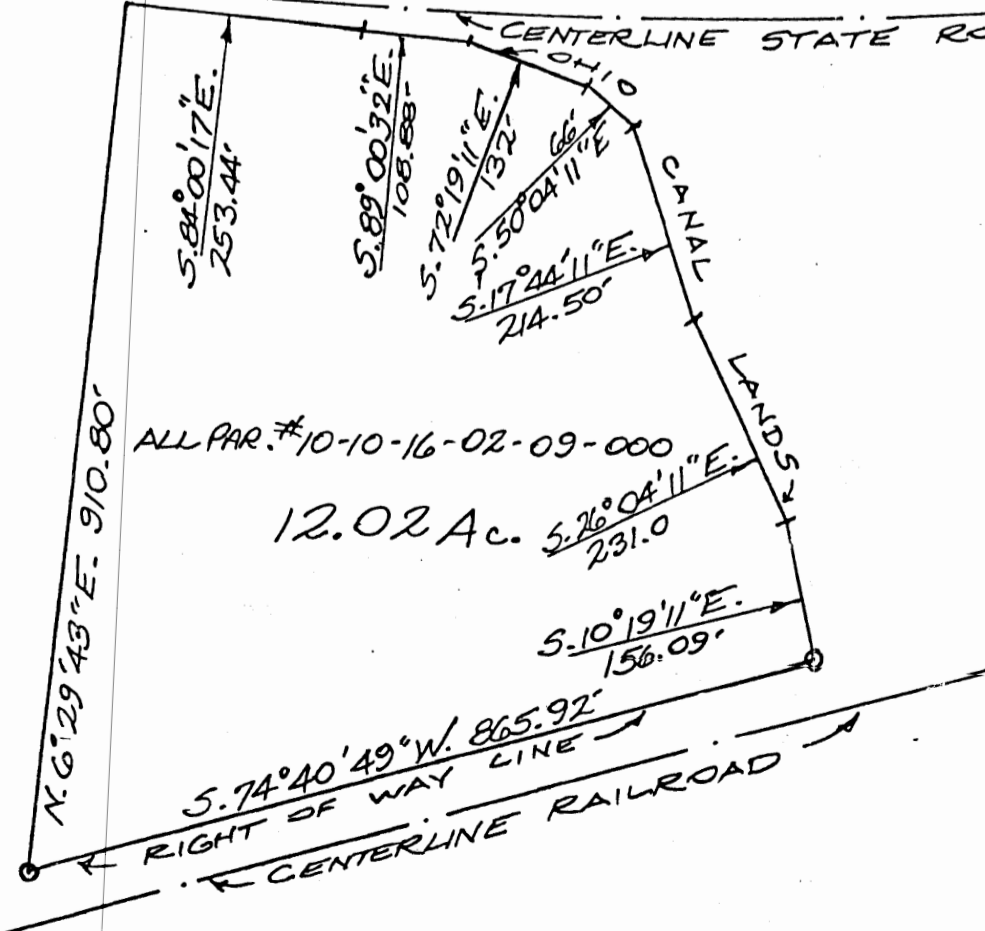 CENTERLINE STATE RO
OHIO
CANAL
LANDS
S.84°00'17"E.
253.44'
S.89°00'32"E.
108.88'
S.72°19'11"E.
132'
66'
S.50°04'11"E
S.17°44'11"E.
214.50'
ALL PAR.#10-10-16-02-09-000
12.02 Ac.
S.26°04'11"E.
231.0
S.10°19'11"E.
156.09'
N.6°29'43"E. 910.80'
S.74°40'49"W. 865.92'
RIGHT OF WAY LINE
CENTERLINE RAILROAD